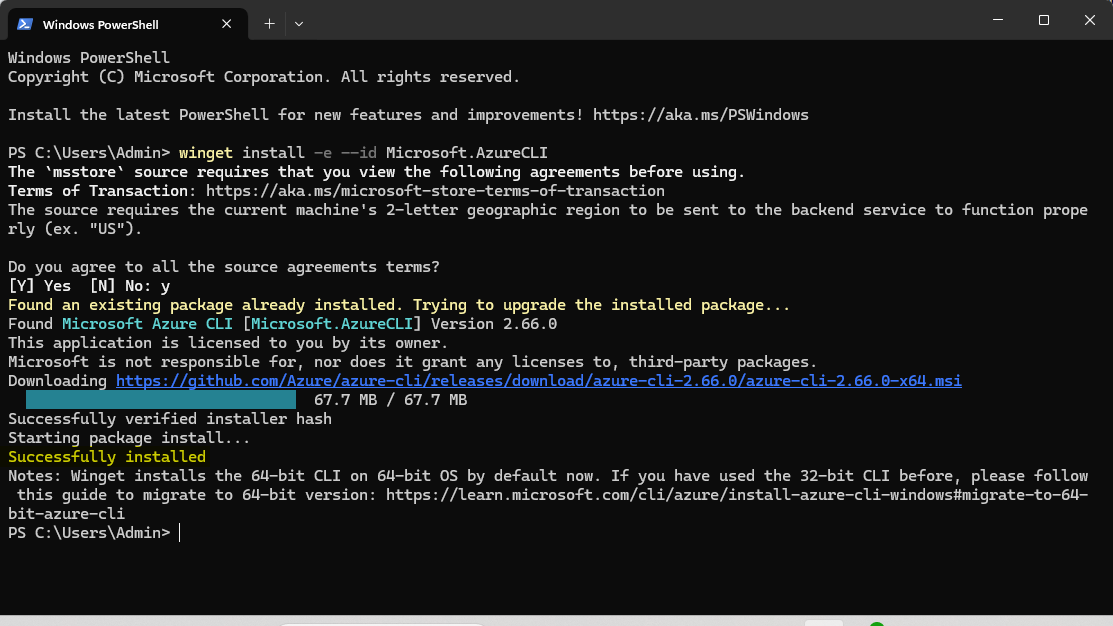 Windows PowerShell
Windows PowerShell
Copyright (C) Microsoft Corporation. All rights reserved.
Install the latest PowerShell for new features and improvements! https://aka.ms/PSWindows
PS C:\Users\Admin> winget install -e --id Microsoft.AzureCLI
The `msstore` source requires that you view the following agreements before using.
Terms of Transaction: https://aka.ms/microsoft-store-terms-of-transaction
The source requires the current machine's 2-letter geographic region to be sent to the backend service to function prope
rly (ex. "US").
Do you agree to all the source agreements terms?
[Y] Yes  [N] No: y
Found an existing package already installed. Trying to upgrade the installed package...
Found Microsoft Azure CLI [Microsoft.AzureCLI] Version 2.66.0
This application is licensed to you by its owner.
Microsoft is not responsible for, nor does it grant any licenses to, third-party packages.
Downloading https://github.com/Azure/azure-cli/releases/download/azure-cli-2.66.0/azure-cli-2.66.0-x64.msi
67.7 MB / 67.7 MB
Successfully verified installer hash
Starting package install...
Successfully installed
Notes: Winget installs the 64-bit CLI on 64-bit OS by default now. If you have used the 32-bit CLI before, please follow
this guide to migrate to 64-bit version: https://learn.microsoft.com/cli/azure/install-azure-cli-windows#migrate-to-64-
bit-azure-cli
PS C:\Users\Admin>